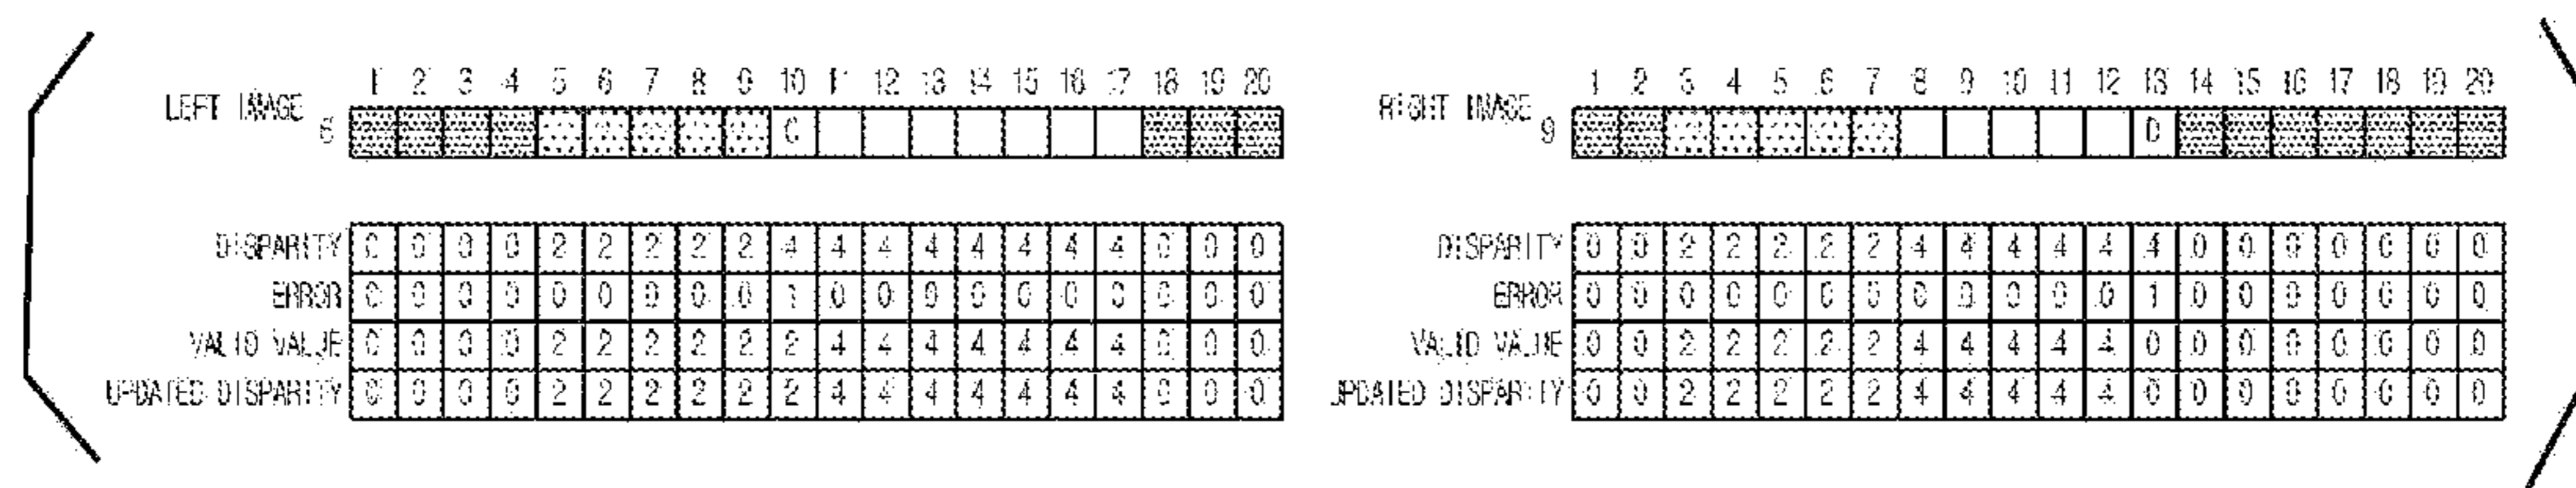 LEFT IMAGE 1 2 3 4 5 6 7 8 9 10 11 12 13 14 15 16 17 18 19 20
6 C
DISPARITY 0 0 0 0 2 2 2 2 2 4 4 4 4 4 4 4 4 0 0 0
ERROR 0 0 0 0 0 0 0 0 0 1 0 0 0 0 0 0 0 0 0 0
VALID VALUE 0 0 0 0 2 2 2 2 2 2 4 4 4 4 4 4 4 0 0 0
UPDATED DISPARITY 0 0 0 0 2 2 2 2 2 2 4 4 4 4 4 4 4 0 0 0
RIGHT IMAGE 1 2 3 4 5 6 7 8 9 10 11 12 13 14 15 16 17 18 19 20
9 D
DISPARITY 0 0 2 2 2 2 2 4 4 4 4 4 4 0 0 0 0 0 0 0
ERROR 0 0 0 0 0 0 0 0 0 0 0 0 1 0 0 0 0 0 0 0
VALID VALUE 0 0 2 2 2 2 2 4 4 4 4 4 0 0 0 0 0 0 0 0
UPDATED DISPARITY 0 0 2 2 2 2 2 4 4 4 4 4 0 0 0 0 0 0 0 0